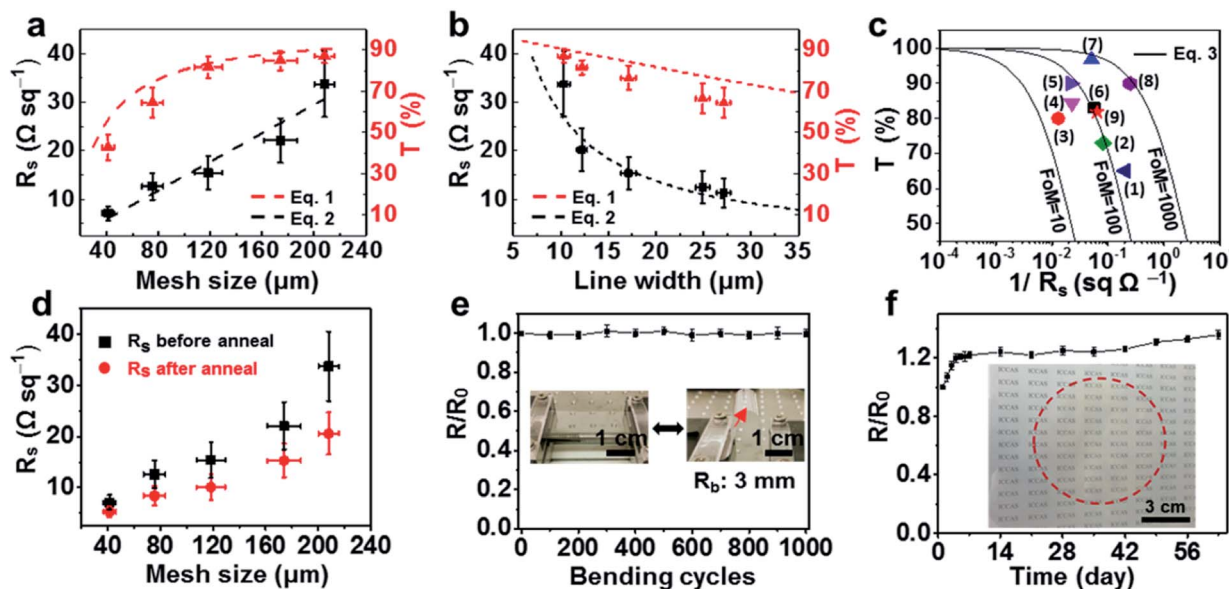 a
40
30
20
10
Rs (Ω sq⁻¹)
90
70
50
30
10
T (%)
Eq. 1
Eq. 2
40 80 120 160 200 240
Mesh size (µm)
b
40
30
20
10
Rs (Ω sq⁻¹)
90
70
50
30
10
T (%)
Eq. 1
Eq. 2
5 10 15 20 25 30 35
Line width (µm)
c
100
90
80
70
60
50
T (%)
(7)
Eq. 3
(5)
(8)
(4)
(6)
(9)
(3)
(2)
(1)
FoM=10
FoM=100
FoM=1000
10⁻⁴ 10⁻³ 10⁻² 10⁻¹ 10⁰ 10¹
1/ Rs (sq Ω ⁻¹)
d
40
30
20
10
Rs (Ω sq⁻¹)
Rs before anneal
Rs after anneal
40 80 120 160 200 240
Mesh size (µm)
e
1.0
0.8
0.6
0.4
0.2
0.0
R/R0
1 cm
1 cm
Rb: 3 mm
0 200 400 600 800 1000
Bending cycles
f
1.2
0.8
0.4
0.0
R/R0
ICCAS
3 cm
0 14 28 42 56
Time (day)